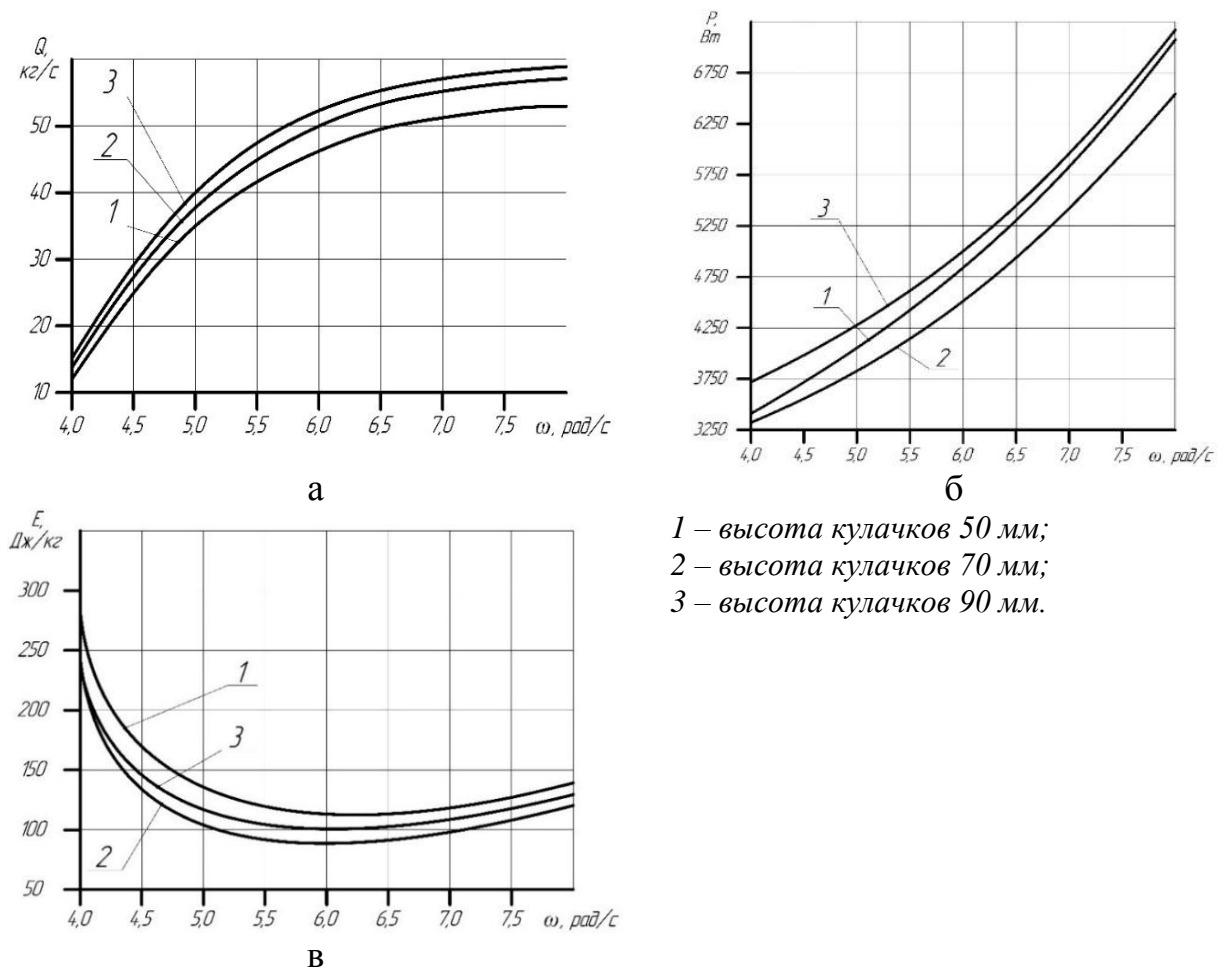 Q,
кг/с
50
40
30
20
10
3
2
1
4,0 4,5 5,0 5,5 6,0 6,5 7,0 7,5 ω, рад/с
а
P,
Вт
6750
6250
5750
5250
4750
4250
3750
3250
3
1
2
4,0 4,5 5,0 5,5 6,0 6,5 7,0 7,5 ω, рад/с
б
E,
Дж/кг
300
250
200
150
100
50
1
3
2
4,0 4,5 5,0 5,5 6,0 6,5 7,0 7,5 ω, рад/с
в
1 – высота кулачков 50 мм;
2 – высота кулачков 70 мм;
3 – высота кулачков 90 мм.